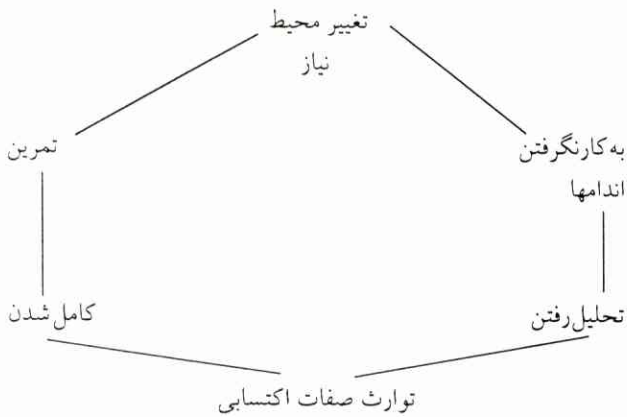 تغییر محیط
نیاز
به‌کارنگرفتن
اندامها
تمرین
تحلیل‌رفتن
کامل‌شدن
توارث صفات اکتسابی